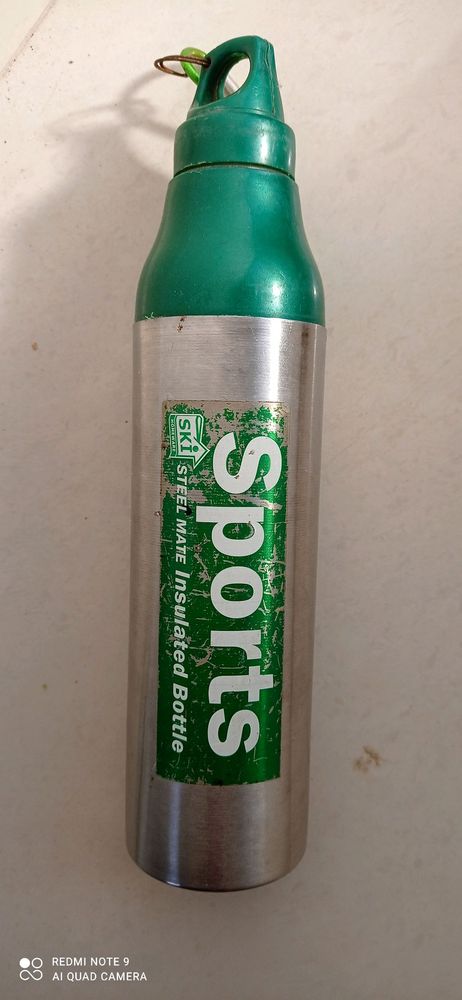 Sports
SKI
STEEL MATE Insulated Bottle
REDMI NOTE 9
AI QUAD CAMERA